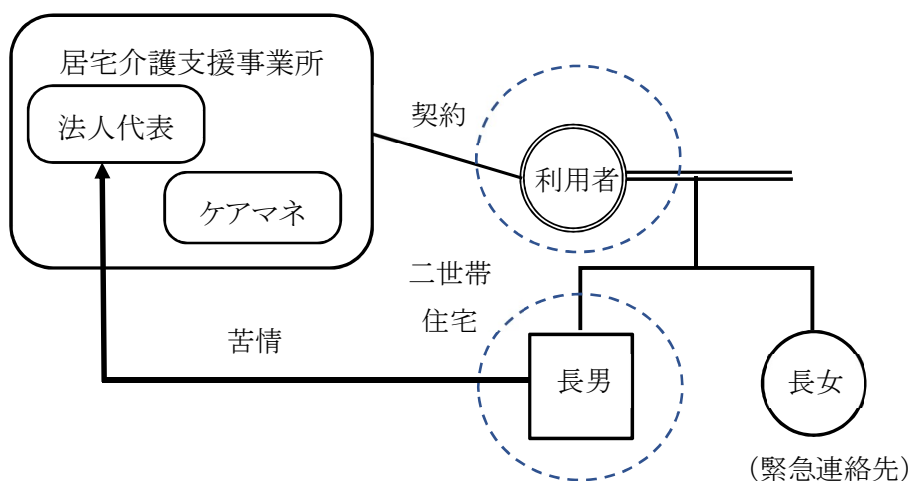 居宅介護支援事業所
法人代表
ケアマネ
契約
利用者
二世帯
住宅
苦情
長男
長女
（緊急連絡先）